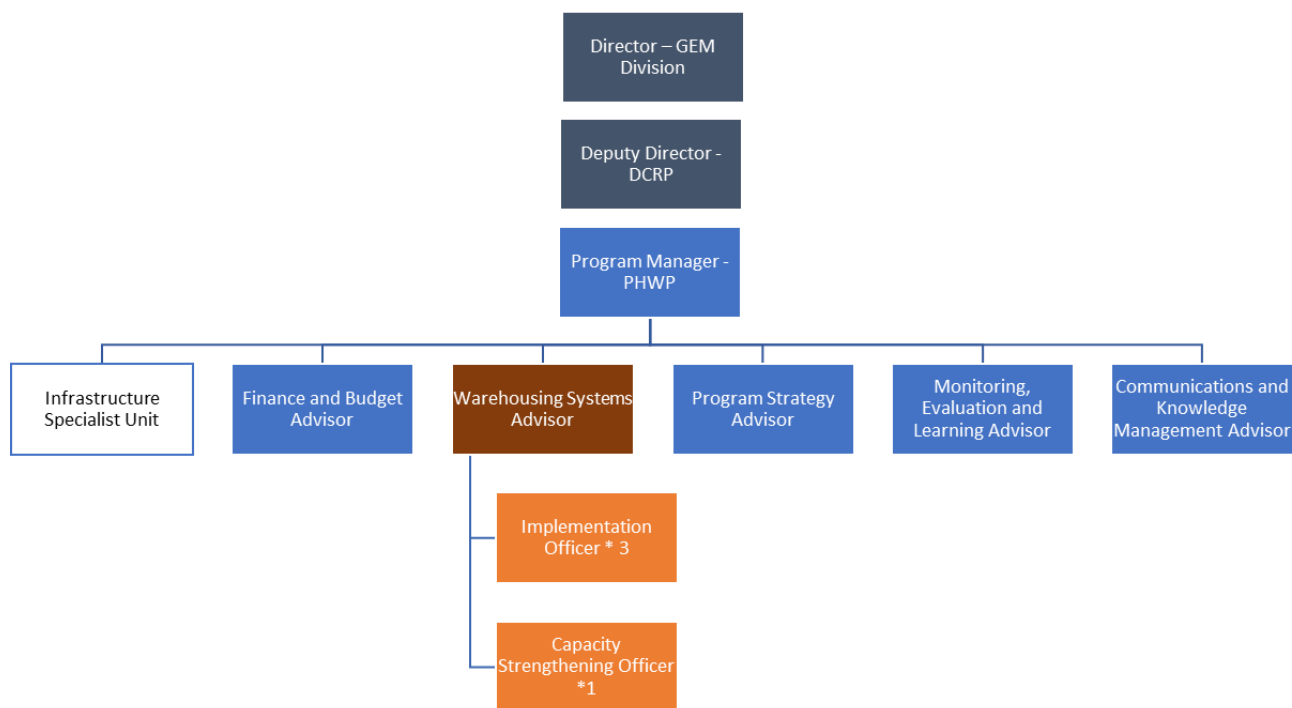 Director – GEM
Division
Deputy Director -
DCRP
Program Manager -
PHWP
Infrastructure
Specialist Unit
Finance and Budget
Advisor
Warehousing Systems
Advisor
Program Strategy
Advisor
Monitoring,
Evaluation and
Learning Advisor
Communications and
Knowledge
Management Advisor
Implementation
Officer * 3
Capacity
Strengthening Officer
*1